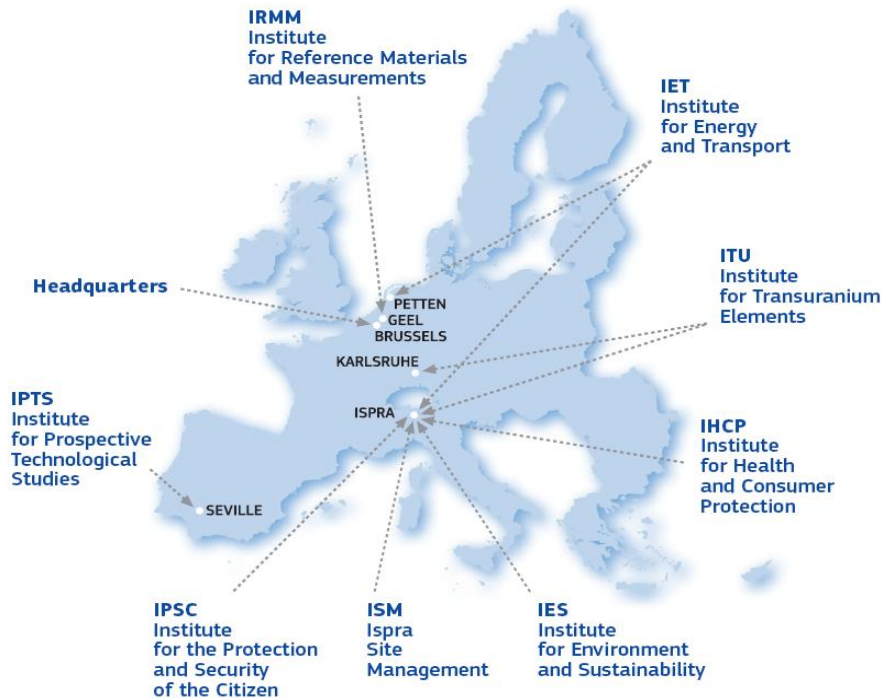 IRMM
Institute
for Reference Materials
and Measurements
IET
Institute
for Energy
and Transport
ITU
Institute
for Transuranium
Elements
Headquarters
PETTEN
GEEL
BRUSSELS
KARLSRUHE
ISPRA
IPTS
Institute
for Prospective
Technological
Studies
SEVILLE
IHCP
Institute
for Health
and Consumer
Protection
IPSC
Institute
for the Protection
and Security
of the Citizen
ISM
Ispra
Site
Management
IES
Institute
for Environment
and Sustainability